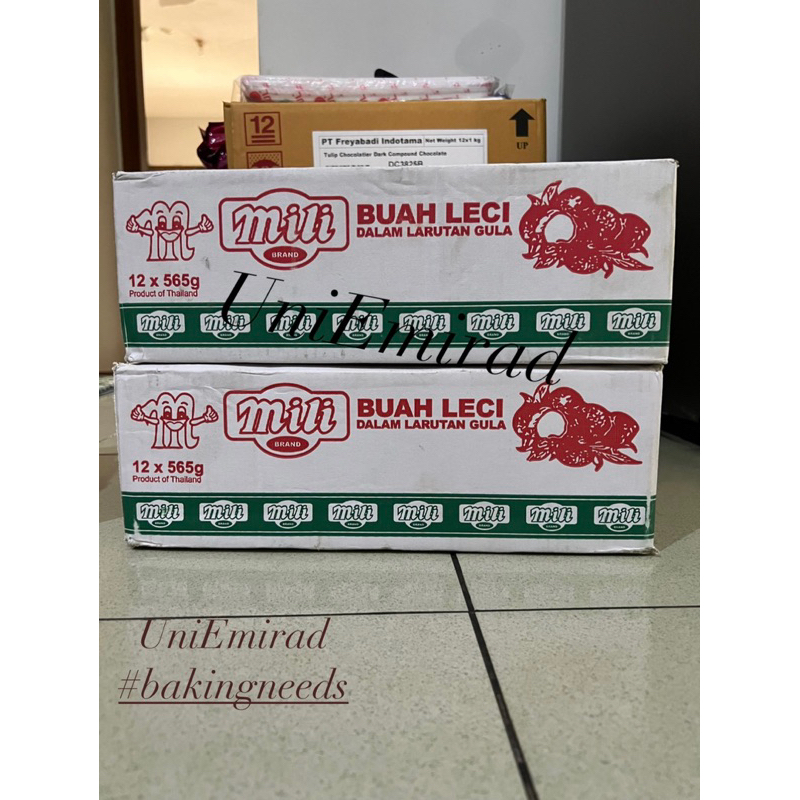 12
PT Freyabadi Indotama Net Weight 12x1 kg
Tulip Chocolatier Dark Compound Chocolate
DC3825B
UP
mili
BRAND
BUAH LECI
DALAM LARUTAN GULA
12 x 565g
Product of Thailand
mili mili mili mili mili mili mili mili
UniEmirad
mili
BRAND
BUAH LECI
DALAM LARUTAN GULA
12 x 565g
Product of Thailand
mili mili mili mili mili mili mili mili
UniEmirad
#bakingneeds